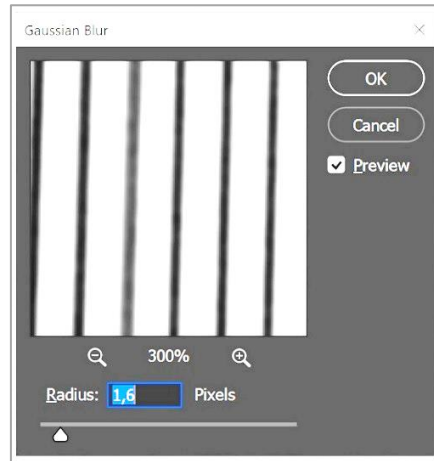 Gaussian Blur
OK
Cancel
Preview
300%
Radius: 1,6 Pixels